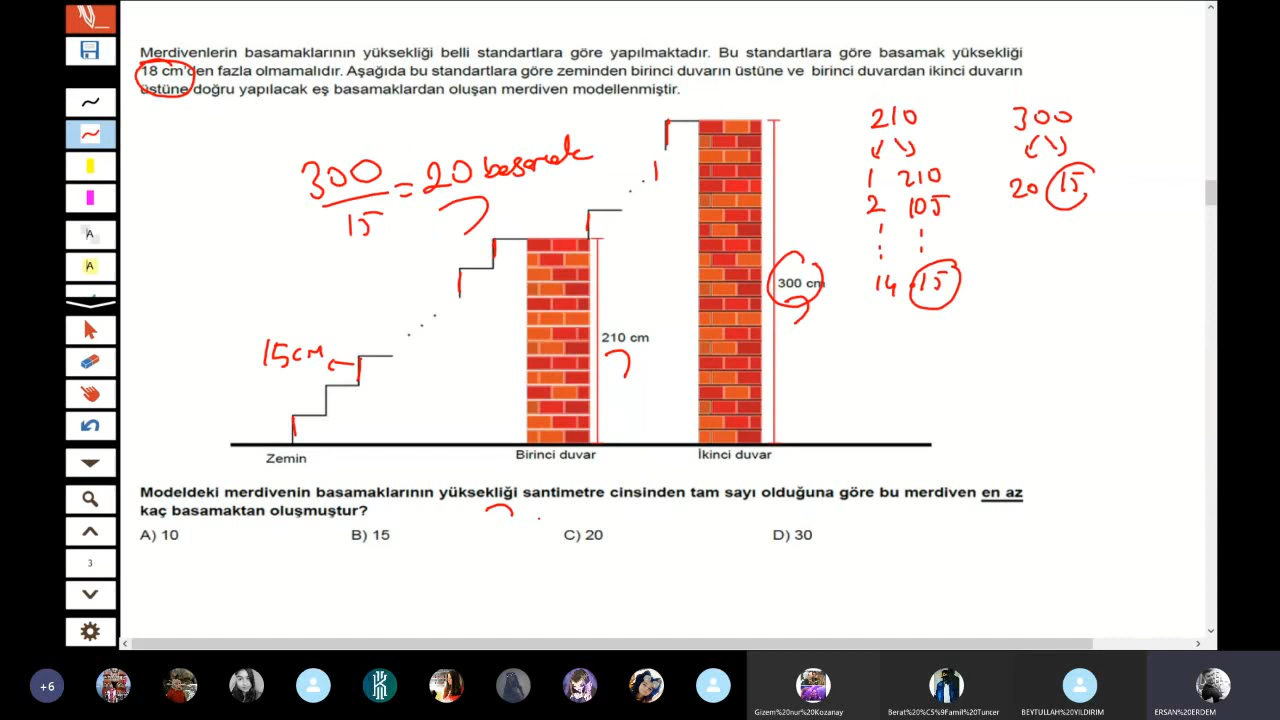 Merdivenlerin basamaklarının yüksekliği belli standartlara göre yapılmaktadır. Bu standartlara göre basamak yüksekliği
18 cm'den fazla olmamalıdır. Aşağıda bu standartlara göre zeminden birinci duvarın üstüne ve birinci duvardan ikinci duvarın
üstüne doğru yapılacak eş basamaklardan oluşan merdiven modellenmiştir.
210 300
1 210 20 15
2 105
14 15
300
15
= 20 basamak
1
300 cm
210 cm
15cm
Zemin Birinci duvar İkinci duvar
Modeldeki merdivenin basamaklarının yüksekliği santimetre cinsinden tam sayı olduğuna göre bu merdiven en az
kaç basamaktan oluşmuştur?
A) 10 B) 15 C) 20 D) 30
A
A
3
+6
Gizem%20nur%20Kozanay Berat%20%C5%9Famil%20Tuncer BEYTULLAH%20YILDIRIM ERSAN%20ERDEM